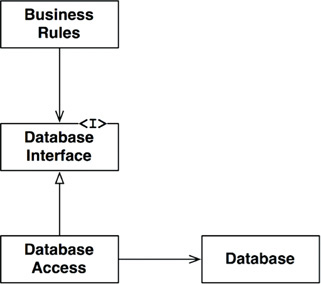 Business
Rules
<I>
Database
Interface
Database
Access
Database